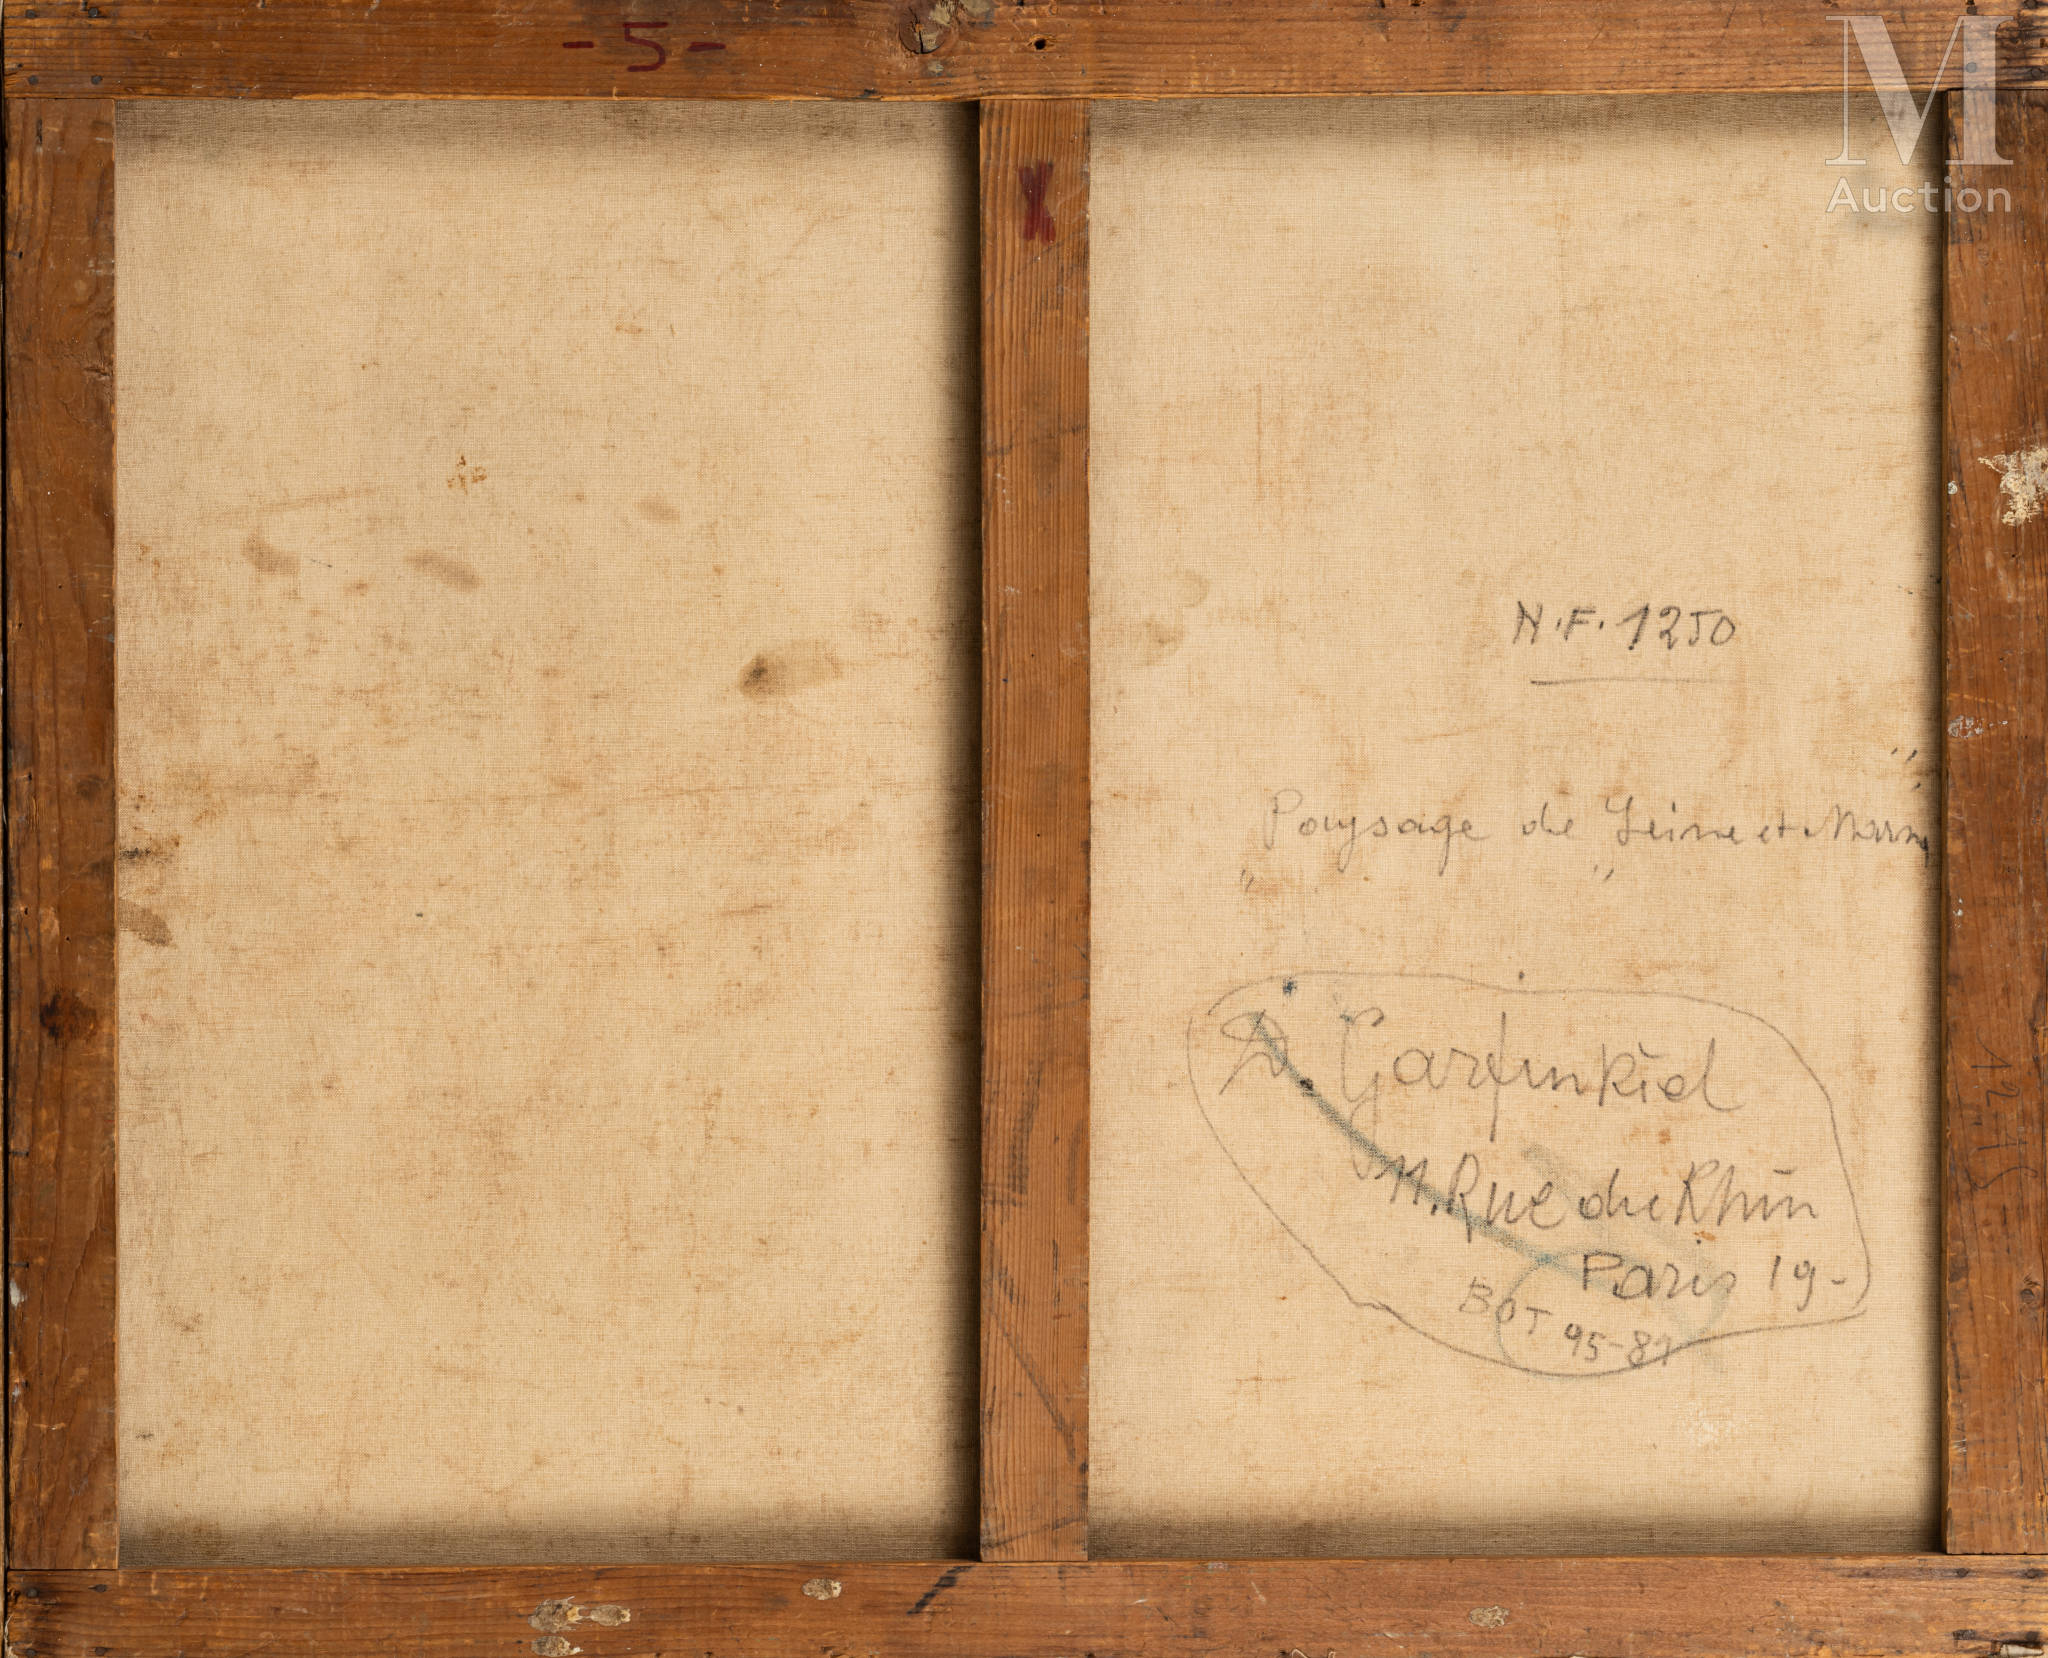 - 5 -
M
Auction
X
N.F. 1250
„Paysage de „Seine et Marne"
D. Garfinkiel
11. Rue du Rhin
Paris 19-
BOT 95-81